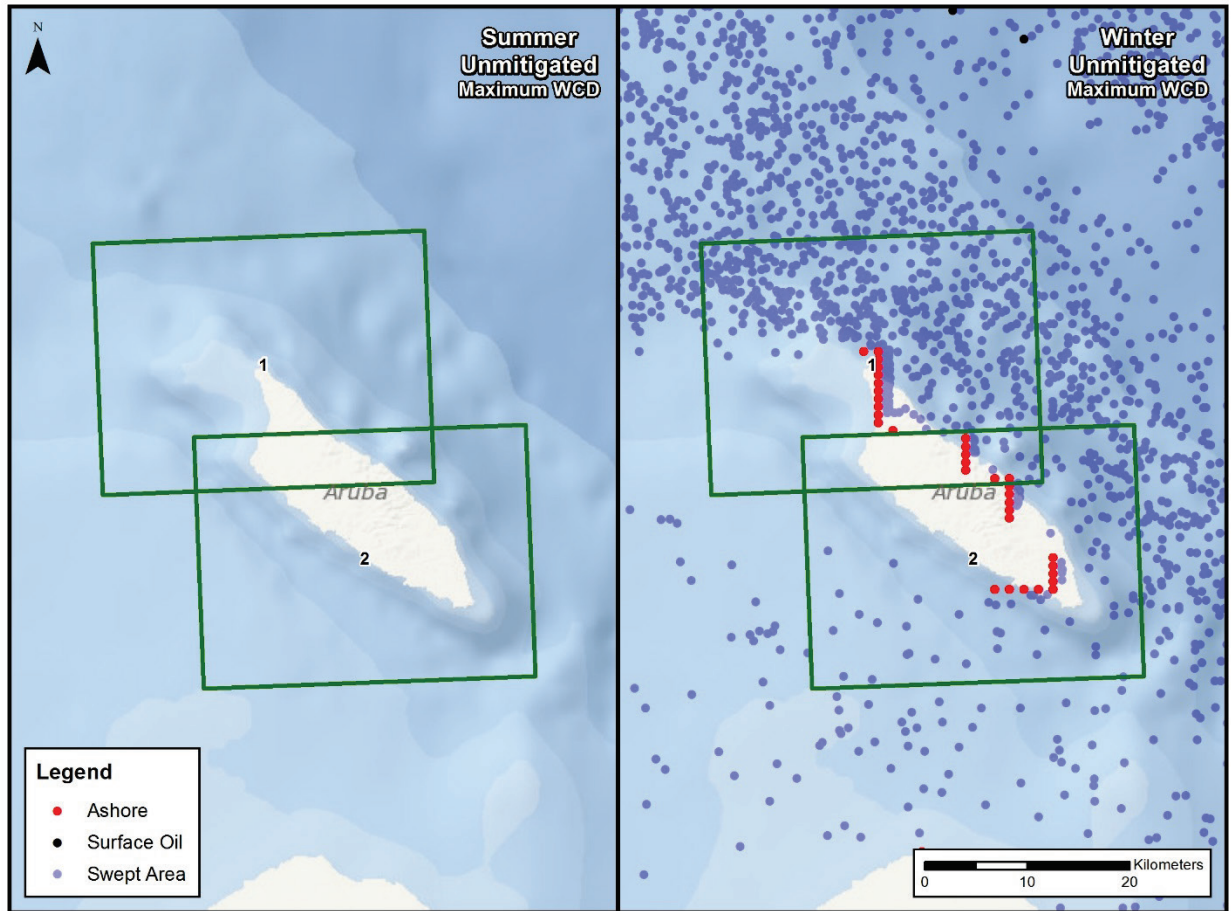 N
Summer
Unmitigated
Maximum WCD
1
Aruba
2
Legend
Ashore
Surface Oil
Swept Area
Winter
Unmitigated
Maximum WCD
1
Aruba
2
Kilometers
0 10 20